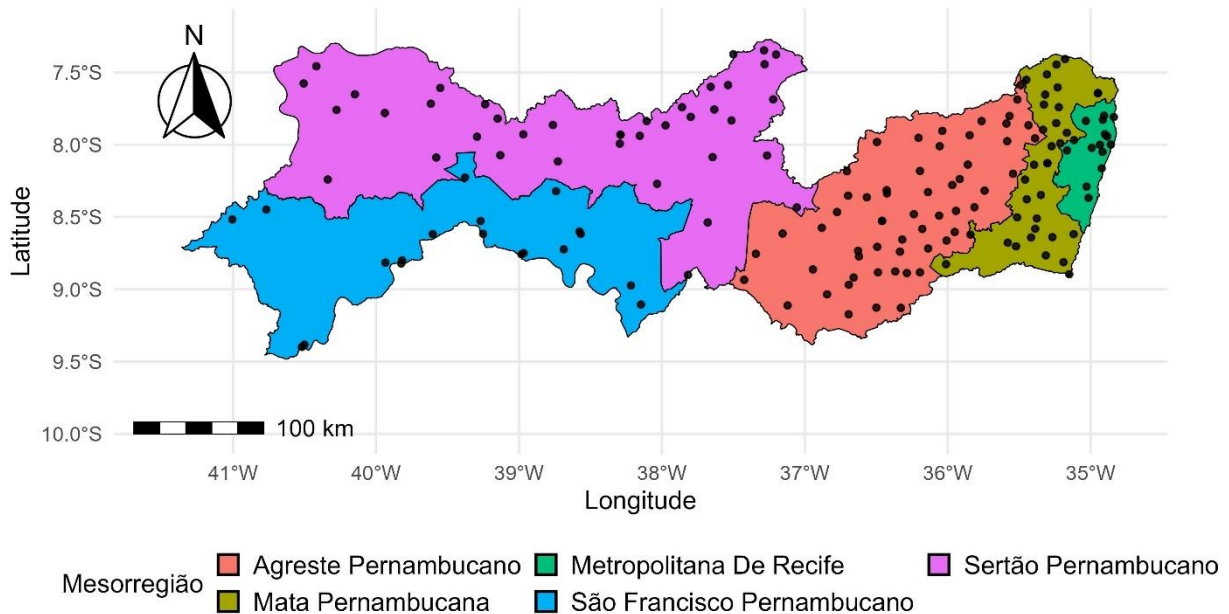 N
7.5°S
8.0°S
8.5°S
9.0°S
9.5°S
10.0°S
Latitude
100 km
41°W 40°W 39°W 38°W 37°W 36°W 35°W
Longitude
Mesorregião
Agreste Pernambucano Metropolitana De Recife Sertão Pernambucano
Mata Pernambucana São Francisco Pernambucano